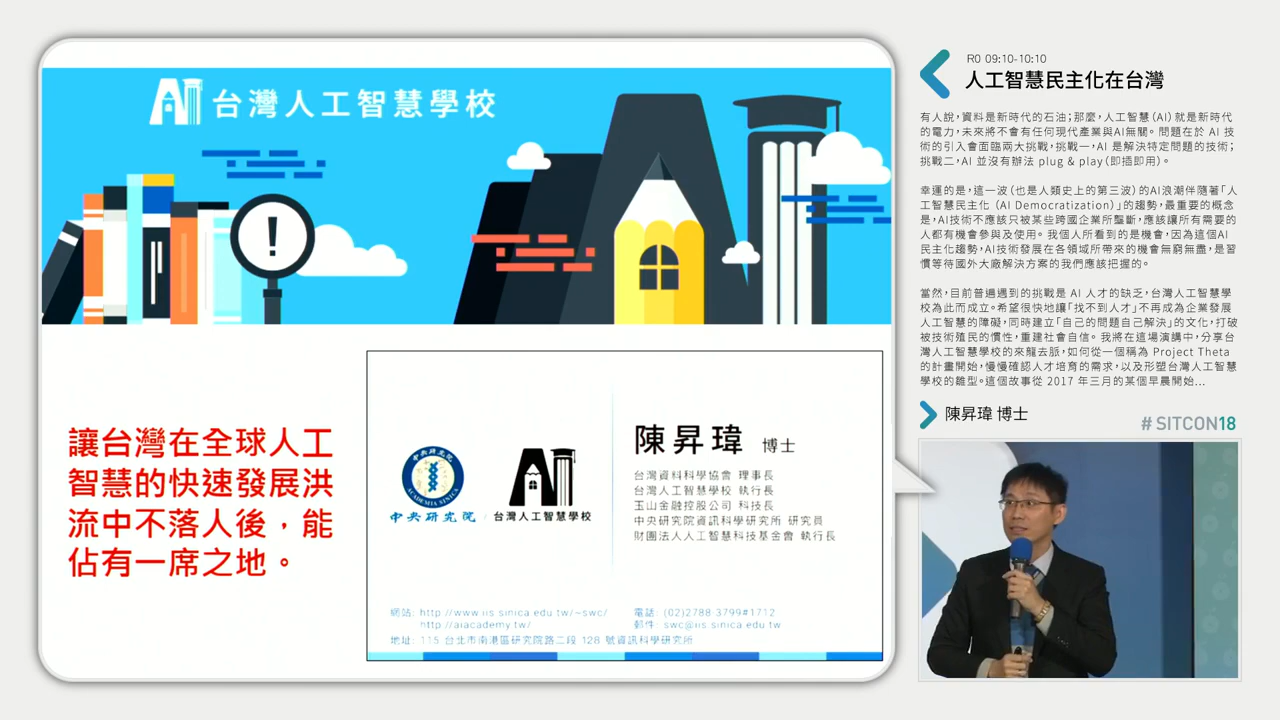 AI 台灣人工智慧學校
讓台灣在全球人工
智慧的快速發展洪
流中不落人後，能
佔有一席之地。
中央研究院
ACADEMIA SINICA
中央研究院 / 台灣人工智慧學校
陳昇瑋 博士
台灣資料科學協會 理事長
台灣人工智慧學校 執行長
玉山金融控股公司 科技長
中央研究院資訊科學研究所 研究員
財團法人人工智慧科技基金會 執行長
網站: http://www.iis.sinica.edu.tw/~swc/
http://aiacademy.tw/
地址: 115 台北市南港區研究院路二段 128 號資訊科學研究所
電話: (02)2788 3799#1712
郵件: swc@iis.sinica.edu.tw
R0 09:10-10:10
人工智慧民主化在台灣
有人說，資料是新時代的石油；那麼，人工智慧（AI）就是新時代
的電力，未來將不會有任何現代產業與AI無關。問題在於 AI 技
術的引入會面臨兩大挑戰，挑戰一，AI 是解決特定問題的技術；
挑戰二，AI 並沒有辦法 plug & play（即插即用）。
幸運的是，這一波（也是人類史上的第三波）的AI浪潮伴隨著「人
工智慧民主化（AI Democratization）」的趨勢，最重要的概念
是，AI技術不應該只被某些跨國企業所壟斷，應該讓所有需要的
人都有機會參與及使用。我個人所看到的是機會，因為這個AI
民主化趨勢，AI技術發展在各領域所帶來的機會無窮無盡，是習
慣等待國外大廠解決方案的我們應該把握的。
當然，目前普遍遇到的挑戰是 AI 人才的缺乏，台灣人工智慧學
校為此而成立。希望很快地讓「找不到人才」不再成為企業發展
人工智慧的障礙，同時建立「自己的問題自己解決」的文化，打破
被技術殖民的慣性，重建社會自信。我將在這場演講中，分享台
灣人工智慧學校的來龍去脈，如何從一個稱為 Project Theta
的計畫開始，慢慢確認人才培育的需求，以及形塑台灣人工智慧
學校的雛型。這個故事從 2017 年三月的某個早晨開始...
陳昇瑋 博士
# SITCON18